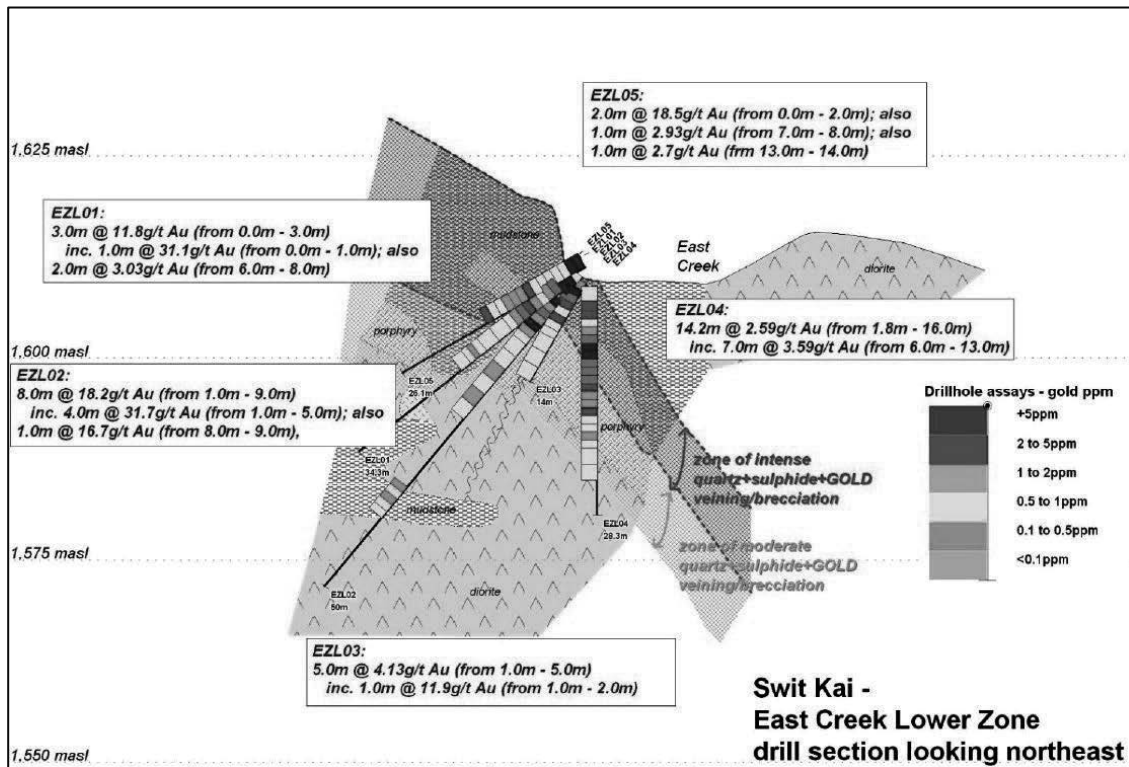 EZL05:
2.0m @ 18.5g/t Au (from 0.0m - 2.0m); also
1.0m @ 2.93g/t Au (from 7.0m - 8.0m); also
1.0m @ 2.7g/t Au (frm 13.0m - 14.0m)
1,625 masl
EZL01:
3.0m @ 11.8g/t Au (from 0.0m - 3.0m)
inc. 1.0m @ 31.1g/t Au (from 0.0m - 1.0m); also
2.0m @ 3.03g/t Au (from 6.0m - 8.0m)
mudstone
EZL05
EZL01
EZL02
EZL03
EZL04
East
Creek
diorite
EZL04:
14.2m @ 2.59g/t Au (from 1.8m - 16.0m)
inc. 7.0m @ 3.59g/t Au (from 6.0m - 13.0m)
porphyry
1,600 masl
EZL02:
8.0m @ 18.2g/t Au (from 1.0m - 9.0m)
inc. 4.0m @ 31.7g/t Au (from 1.0m - 5.0m); also
1.0m @ 16.7g/t Au (from 8.0m - 9.0m),
EZL05
26.1m
EZL03
14m
Drillhole assays - gold ppm
+5ppm
2 to 5ppm
1 to 2ppm
0.5 to 1ppm
0.1 to 0.5ppm
<0.1ppm
porphyry
EZL01
34.3m
zone of intense
quartz+sulphide+GOLD
veining/brecciation
mudstone
EZL04
28.3m
zone of moderate
quartz+sulphide+GOLD
veining/brecciation
1,575 masl
EZL02
50m
diorite
EZL03:
5.0m @ 4.13g/t Au (from 1.0m - 5.0m)
inc. 1.0m @ 11.9g/t Au (from 1.0m - 2.0m)
Swit Kai -
East Creek Lower Zone
drill section looking northeast
1,550 masl